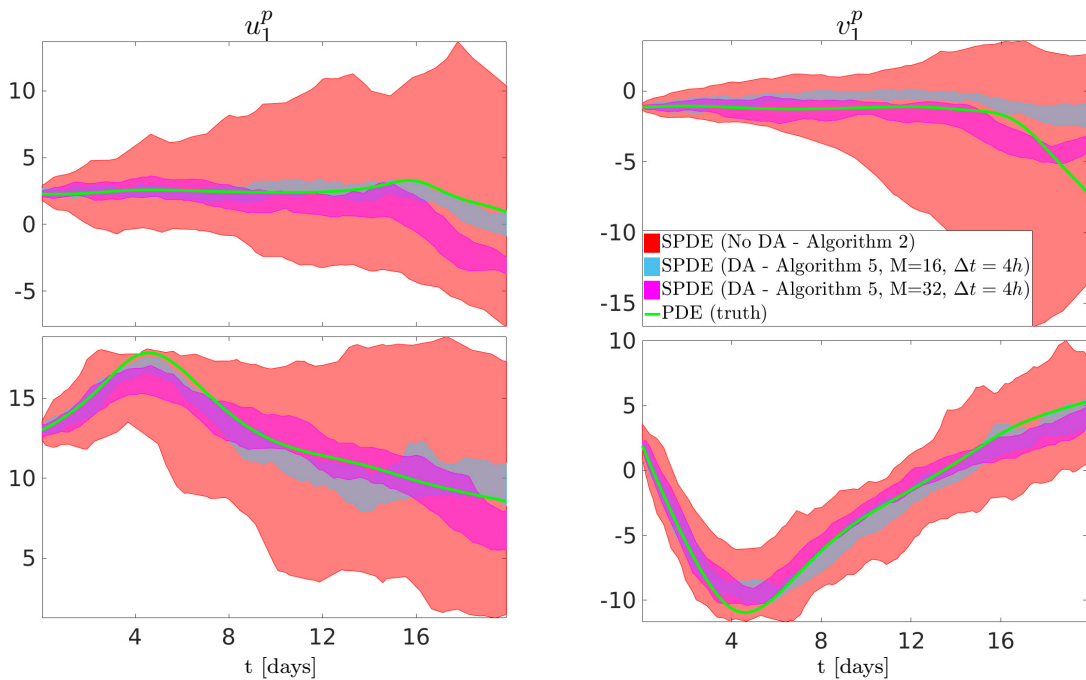 u_1^p
v_1^p
10
5
0
-5
0
-5
-10
-15
SPDE (No DA - Algorithm 2)
SPDE (DA - Algorithm 5, M=16, Δt = 4h)
SPDE (DA - Algorithm 5, M=32, Δt = 4h)
PDE (truth)
15
10
5
4 8 12 16
t [days]
10
5
0
-5
-10
4 8 12 16
t [days]